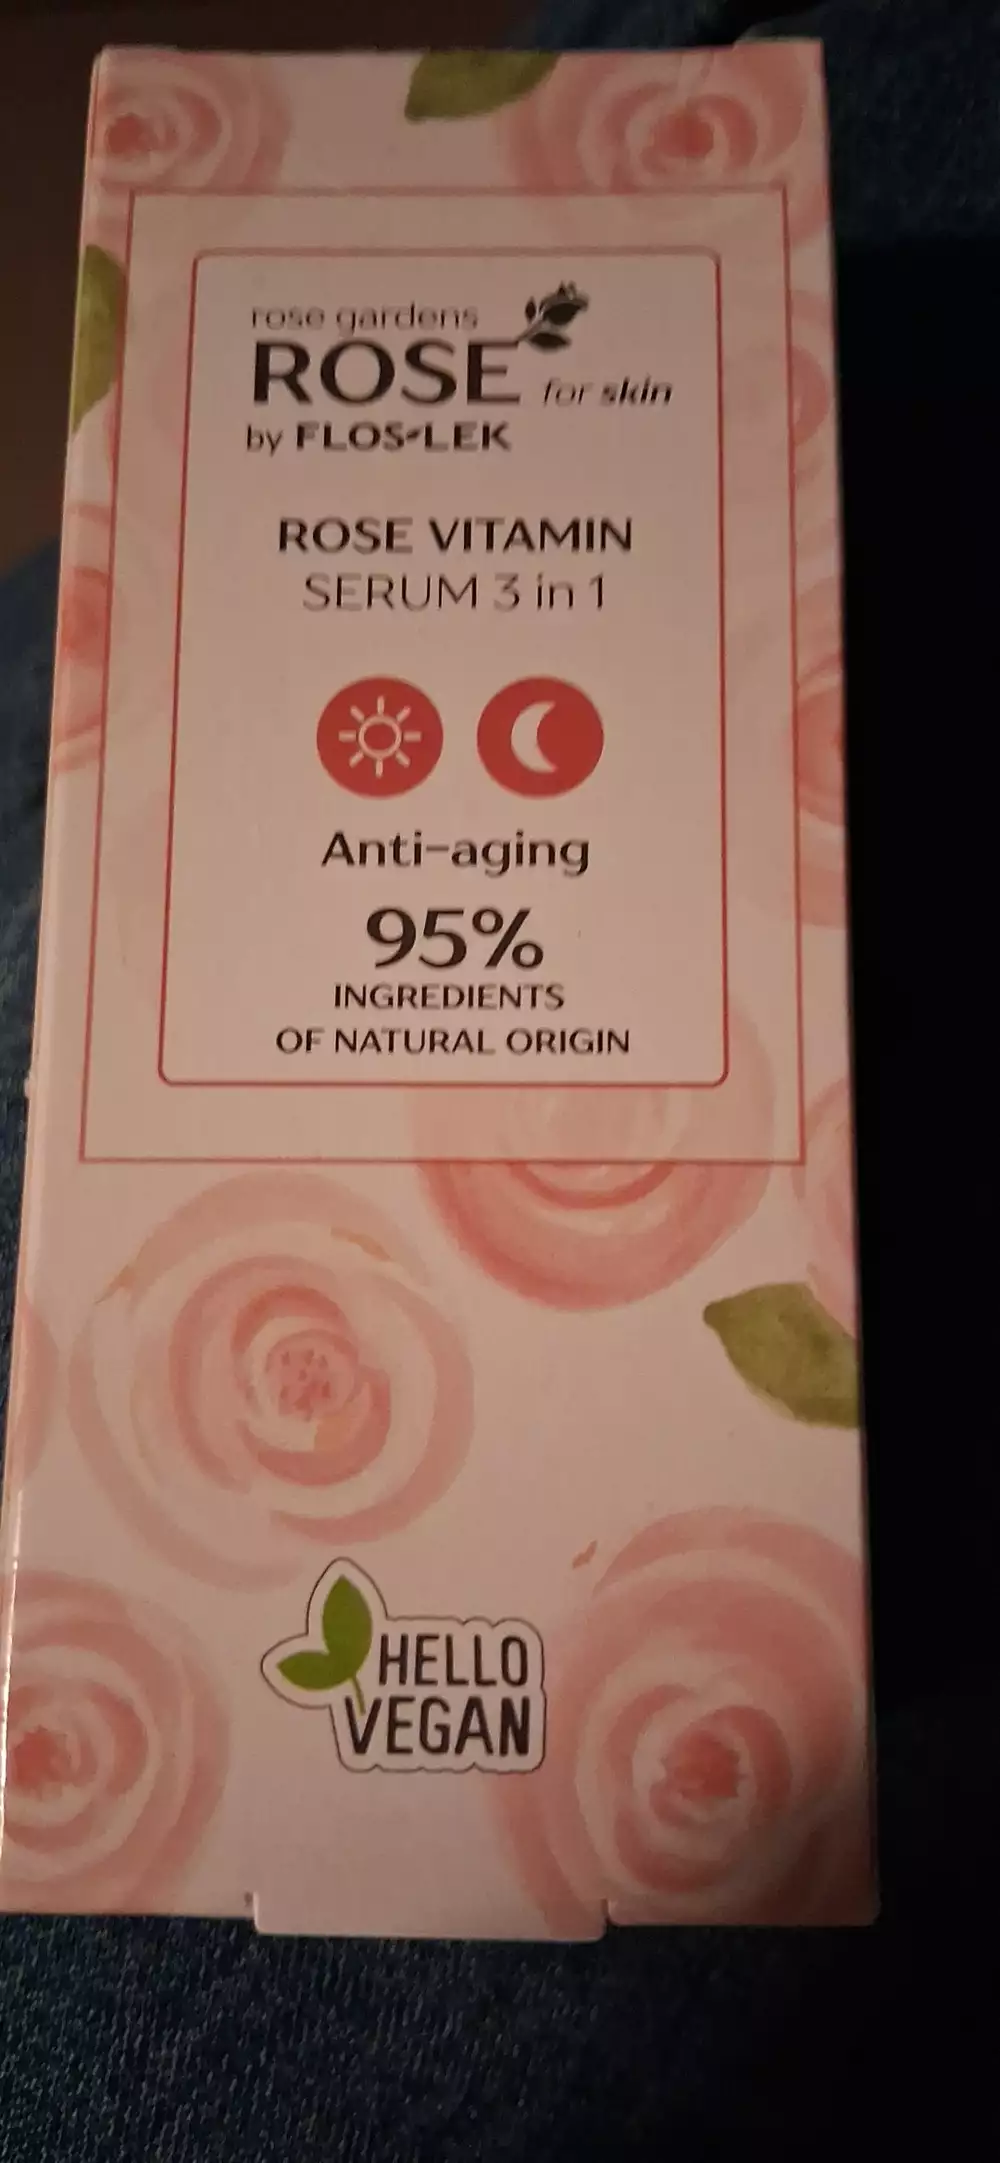 rose gardens
ROSE for skin
by FLOS-LEK
ROSE VITAMIN
SERUM 3 in 1
Anti-aging
95%
INGREDIENTS
OF NATURAL ORIGIN
HELLO
VEGAN